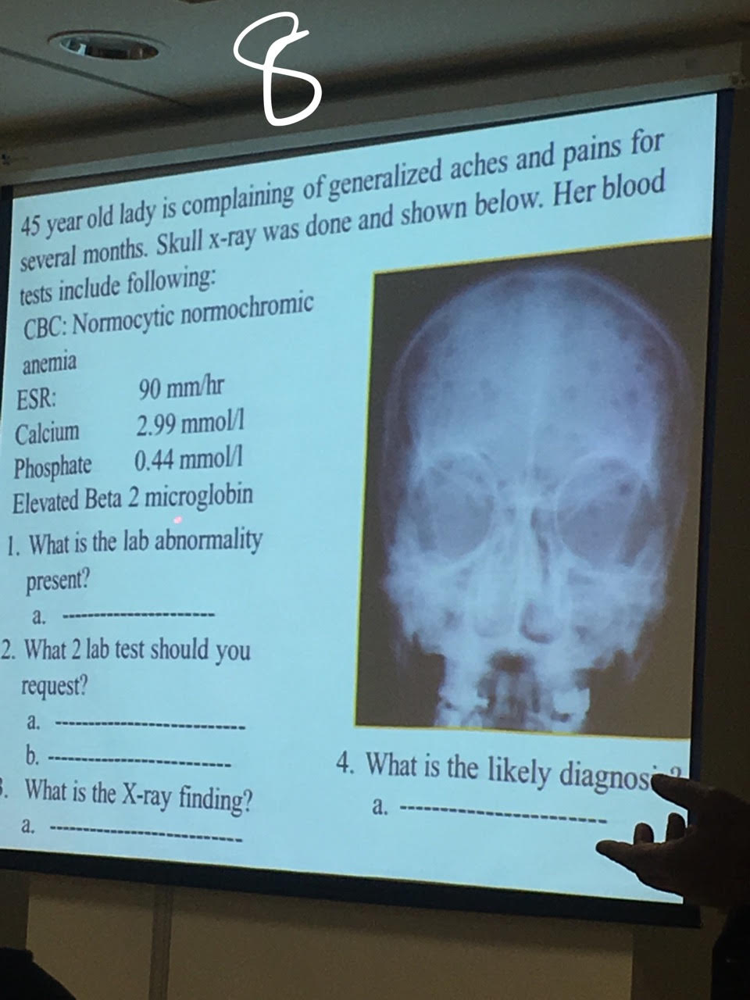 8
45 year old lady is complaining of generalized aches and pains for
several months. Skull x-ray was done and shown below. Her blood
tests include following:
CBC: Normocytic normochromic
anemia
ESR: 90 mm/hr
Calcium 2.99 mmol/l
Phosphate 0.44 mmol/l
Elevated Beta 2 microglobin
1. What is the lab abnormality
present?
a. ----------------------
2. What 2 lab test should you
request?
a. ---------------------------
b. --------------------------
3. What is the X-ray finding?
a. ---------------------------
4. What is the likely diagnosis?
a. -----------------------------